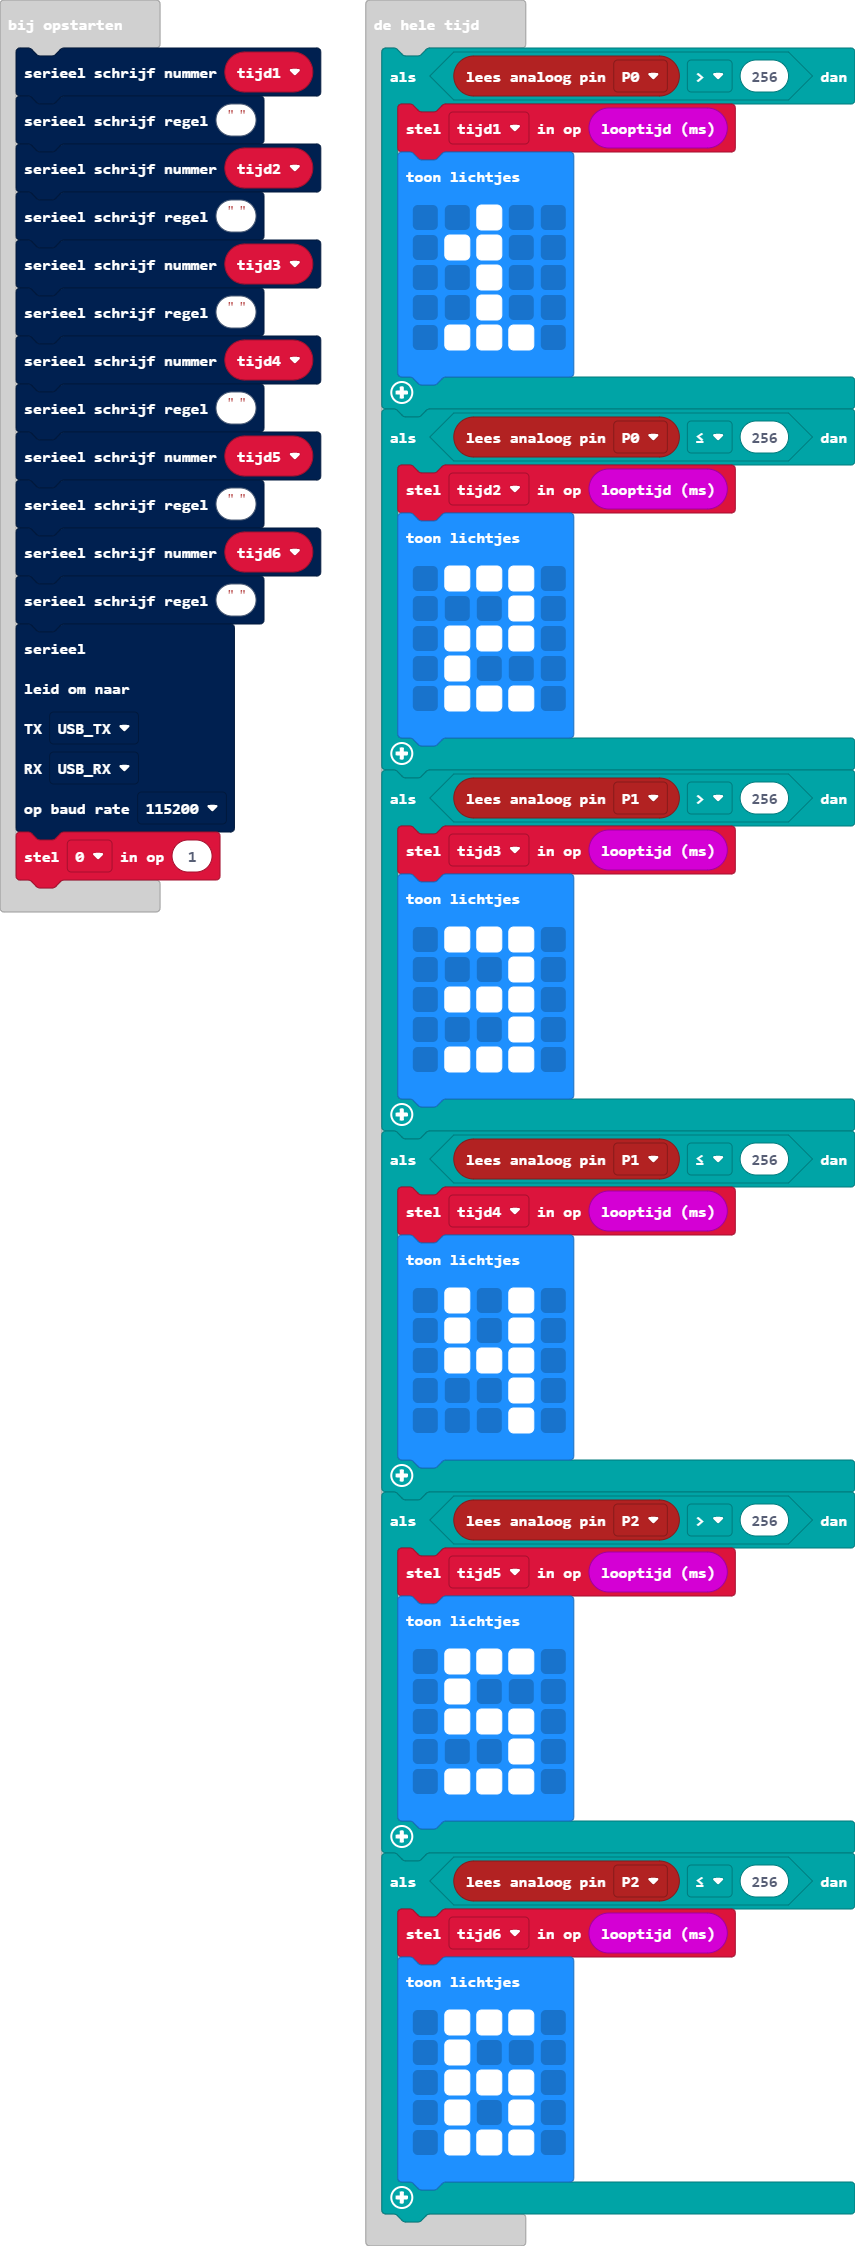 bij opstarten
serieel schrijf nummer tijd1
serieel schrijf regel " "
serieel schrijf nummer tijd2
serieel schrijf regel " "
serieel schrijf nummer tijd3
serieel schrijf regel " "
serieel schrijf nummer tijd4
serieel schrijf regel " "
serieel schrijf nummer tijd5
serieel schrijf regel " "
serieel schrijf nummer tijd6
serieel schrijf regel " "
serieel
leid om naar
TX USB_TX
RX USB_RX
op baud rate 115200
stel 0 in op 1
de hele tijd
als lees analoog pin P0 > 256 dan
stel tijd1 in op looptijd (ms)
toon lichtjes
als lees analoog pin P0 ≤ 256 dan
stel tijd2 in op looptijd (ms)
toon lichtjes
als lees analoog pin P1 > 256 dan
stel tijd3 in op looptijd (ms)
toon lichtjes
als lees analoog pin P1 ≤ 256 dan
stel tijd4 in op looptijd (ms)
toon lichtjes
als lees analoog pin P2 > 256 dan
stel tijd5 in op looptijd (ms)
toon lichtjes
als lees analoog pin P2 ≤ 256 dan
stel tijd6 in op looptijd (ms)
toon lichtjes